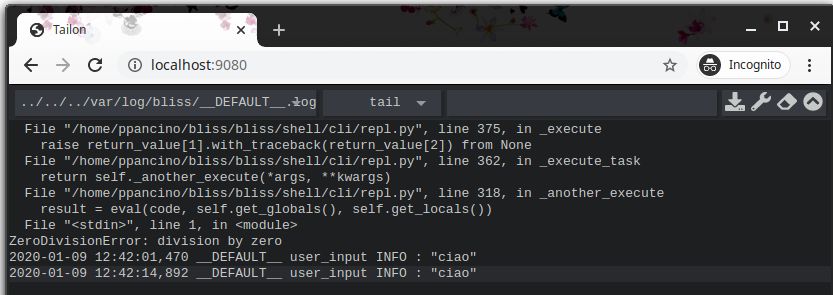 Tailon
localhost:9080
Incognito
../../../var/log/bliss/__DEFAULT__.log
tail
  File "/home/ppancino/bliss/bliss/shell/cli/repl.py", line 375, in _execute
    raise return_value[1].with_traceback(return_value[2]) from None
  File "/home/ppancino/bliss/bliss/shell/cli/repl.py", line 362, in _execute_task
    return self._another_execute(*args, **kwargs)
  File "/home/ppancino/bliss/bliss/shell/cli/repl.py", line 318, in _another_execute
    result = eval(code, self.get_globals(), self.get_locals())
  File "<stdin>", line 1, in <module>
ZeroDivisionError: division by zero
2020-01-09 12:42:01,470 __DEFAULT__ user_input INFO : "ciao"
2020-01-09 12:42:14,892 __DEFAULT__ user_input INFO : "ciao"